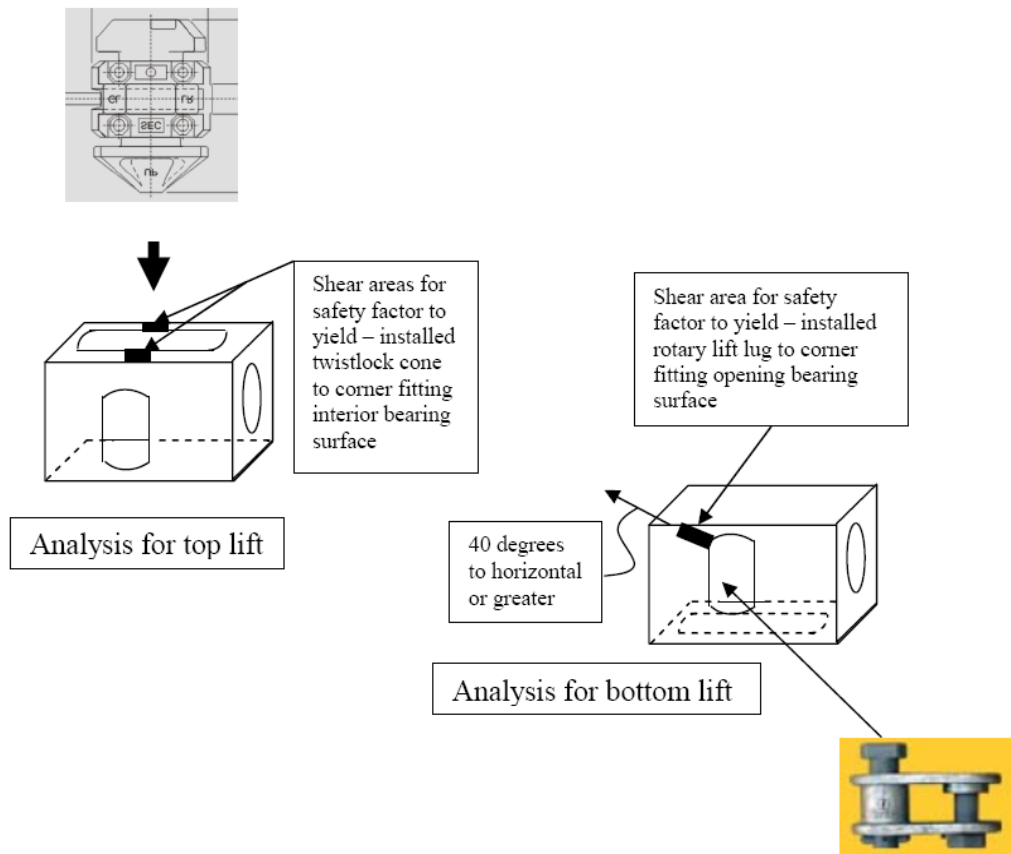 Shear areas for
safety factor to
yield – installed
twistlock cone
to corner fitting
interior bearing
surface
Analysis for top lift
Shear area for safety
factor to yield – installed
rotary lift lug to corner
fitting opening bearing
surface
40 degrees
to horizontal
or greater
Analysis for bottom lift